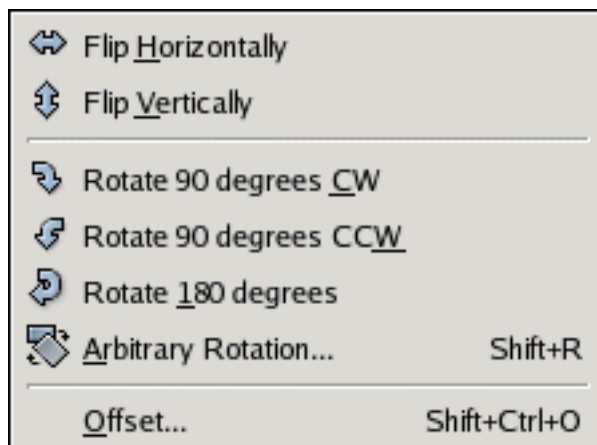 Flip Horizontally
Flip Vertically
Rotate 90 degrees CW
Rotate 90 degrees CCW
Rotate 180 degrees
Arbitrary Rotation... Shift+R
Offset... Shift+Ctrl+O